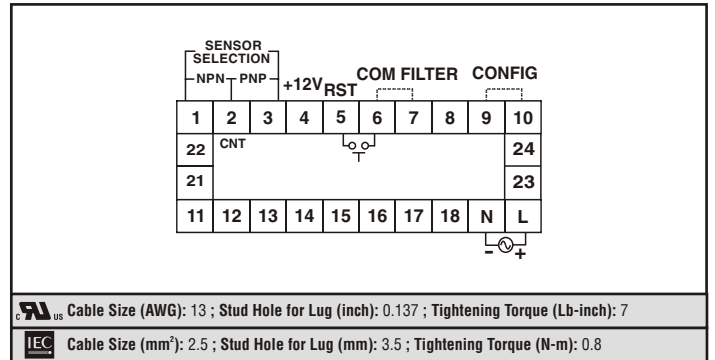 SENSOR
SELECTION
NPN PNP +12V RST COM FILTER CONFIG
1 2 3 4 5 6 7 8 9 10
22 CNT 24
21 23
11 12 13 14 15 16 17 18 N L
- +
c RU us Cable Size (AWG): 13 ; Stud Hole for Lug (inch): 0.137 ; Tightening Torque (Lb-inch): 7
IEC Cable Size (mm²): 2.5 ; Stud Hole for Lug (mm): 3.5 ; Tightening Torque (N-m): 0.8